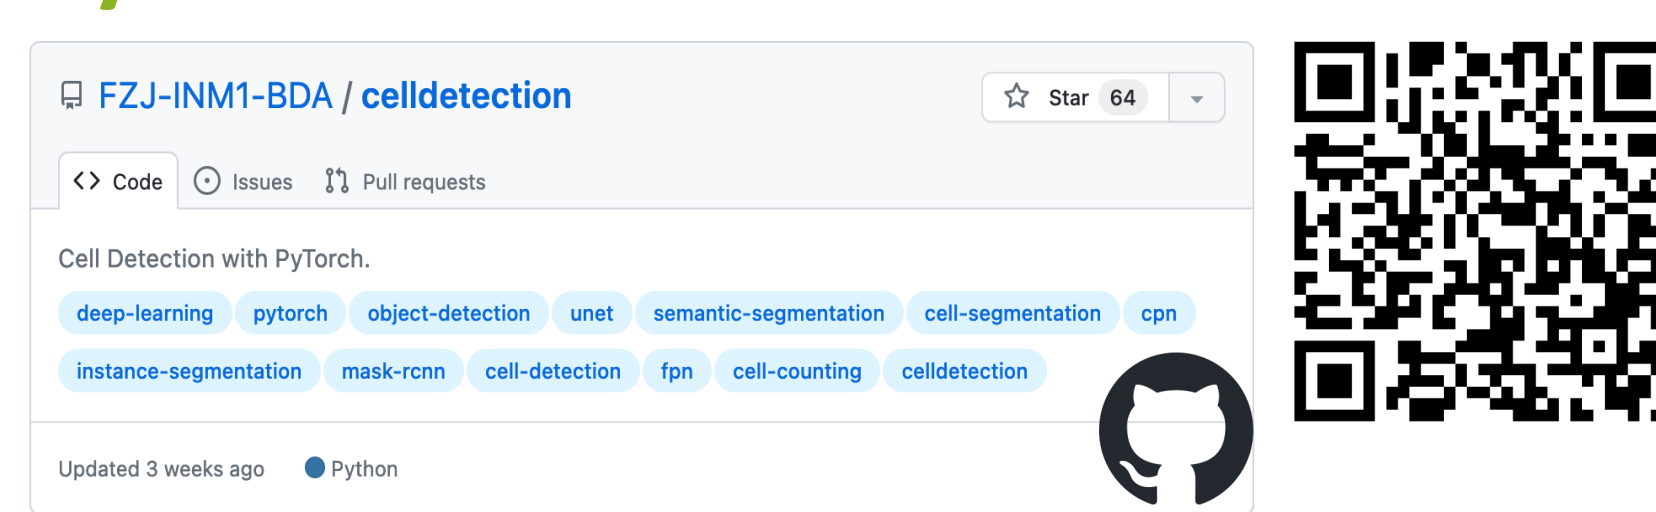 FZJ-INM1-BDA / celldetection
Star 64
Code Issues Pull requests
Cell Detection with PyTorch.
deep-learning pytorch object-detection unet semantic-segmentation cell-segmentation cpn
instance-segmentation mask-rcnn cell-detection fpn cell-counting celldetection
Updated 3 weeks ago Python